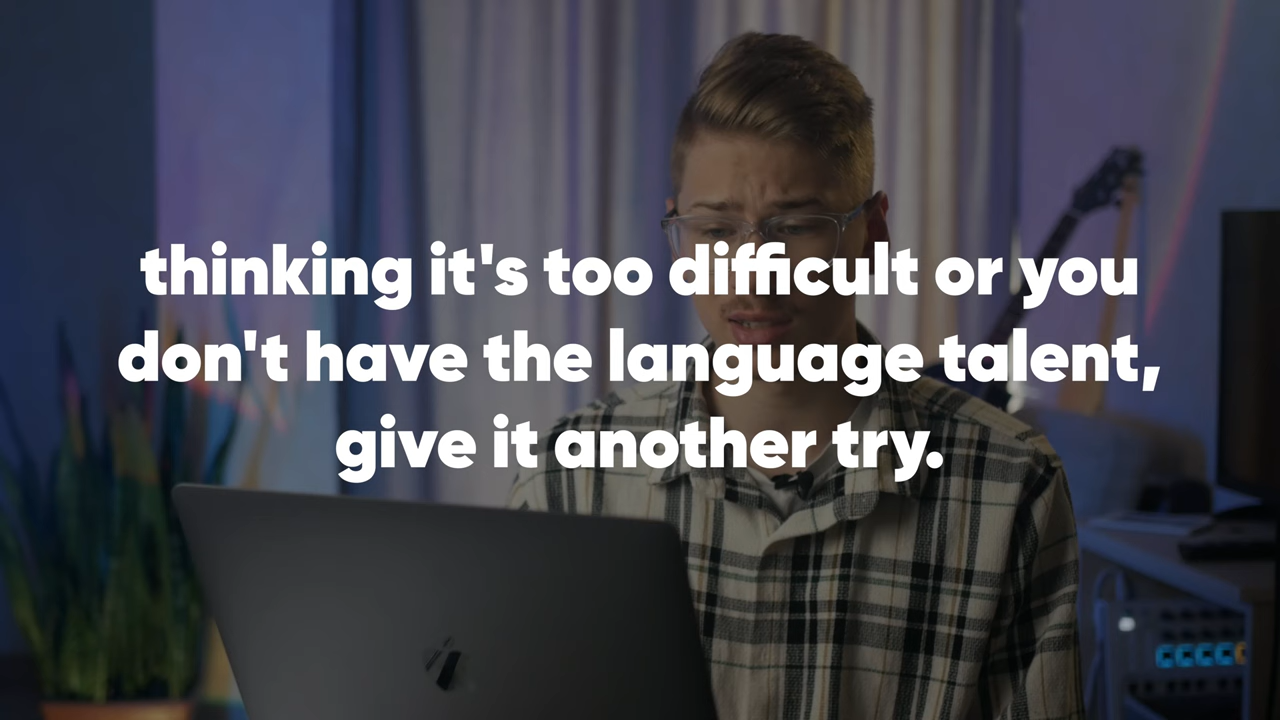 thinking it's too difficult or you
don't have the language talent,
give it another try.